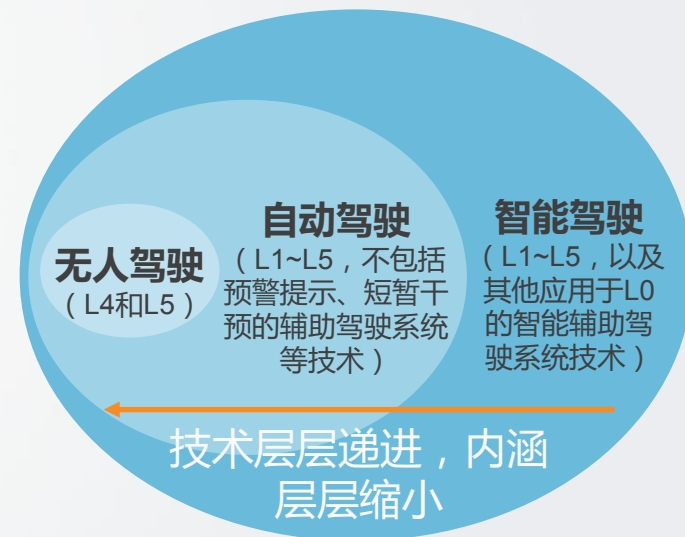 无人驾驶
（L4和L5）
自动驾驶
（L1~L5，不包括
预警提示、短暂干
预的辅助驾驶系统
等技术）
智能驾驶
（L1~L5，以及
其他应用于L0
的智能辅助驾
驶系统技术）
技术层层递进，内涵
层层缩小